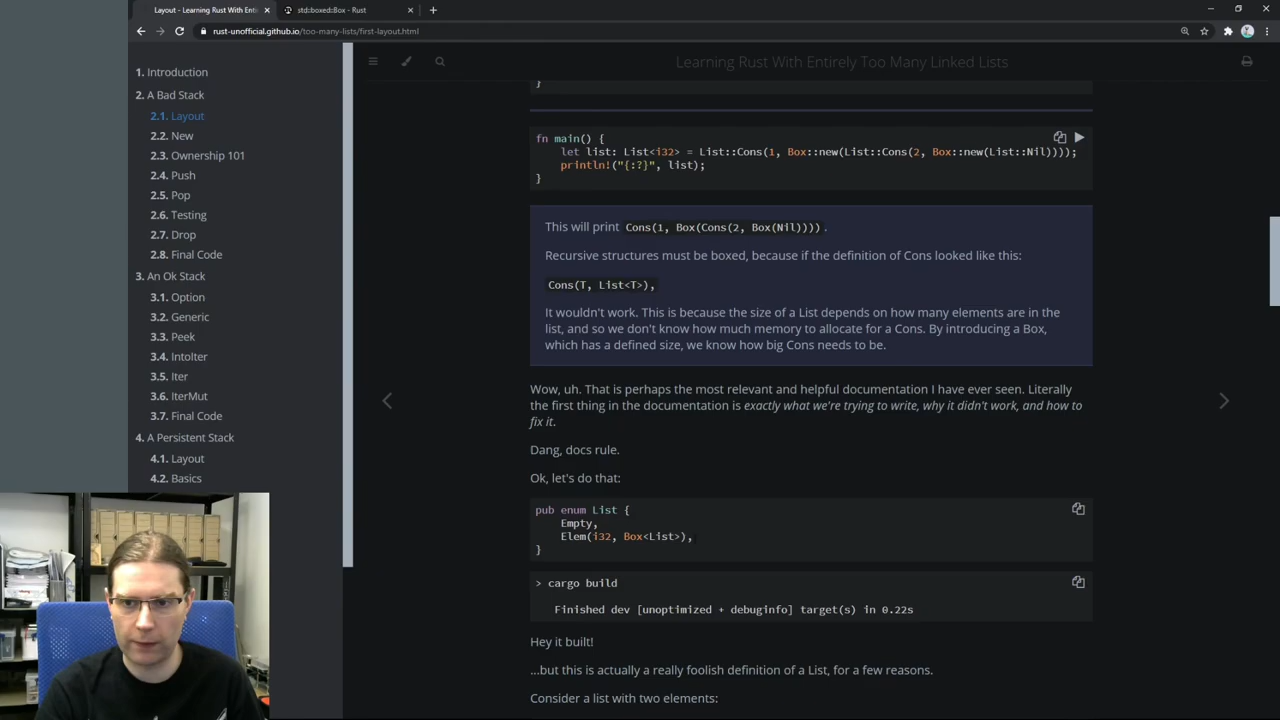 Layout - Learning Rust With Enti
std::boxed::Box - Rust
rust-unofficial.github.io/too-many-lists/first-layout.html
1. Introduction
2. A Bad Stack
2.1. Layout
2.2. New
2.3. Ownership 101
2.4. Push
2.5. Pop
2.6. Testing
2.7. Drop
2.8. Final Code
3. An Ok Stack
3.1. Option
3.2. Generic
3.3. Peek
3.4. IntoIter
3.5. Iter
3.6. IterMut
3.7. Final Code
4. A Persistent Stack
4.1. Layout
4.2. Basics
Learning Rust With Entirely Too Many Linked Lists
}
fn main() {
let list: List<i32> = List::Cons(1, Box::new(List::Cons(2, Box::new(List::Nil))));
println!("{:?}", list);
}
This will print Cons(1, Box(Cons(2, Box(Nil)))) .
Recursive structures must be boxed, because if the definition of Cons looked like this:
Cons(T, List<T>),
It wouldn't work. This is because the size of a List depends on how many elements are in the
list, and so we don't know how much memory to allocate for a Cons. By introducing a Box,
which has a defined size, we know how big Cons needs to be.
Wow, uh. That is perhaps the most relevant and helpful documentation I have ever seen. Literally
the first thing in the documentation is exactly what we're trying to write, why it didn't work, and how to
fix it.
Dang, docs rule.
Ok, let's do that:
pub enum List {
Empty,
Elem(i32, Box<List>),
}
> cargo build
Finished dev [unoptimized + debuginfo] target(s) in 0.22s
Hey it built!
...but this is actually a really foolish definition of a List, for a few reasons.
Consider a list with two elements: